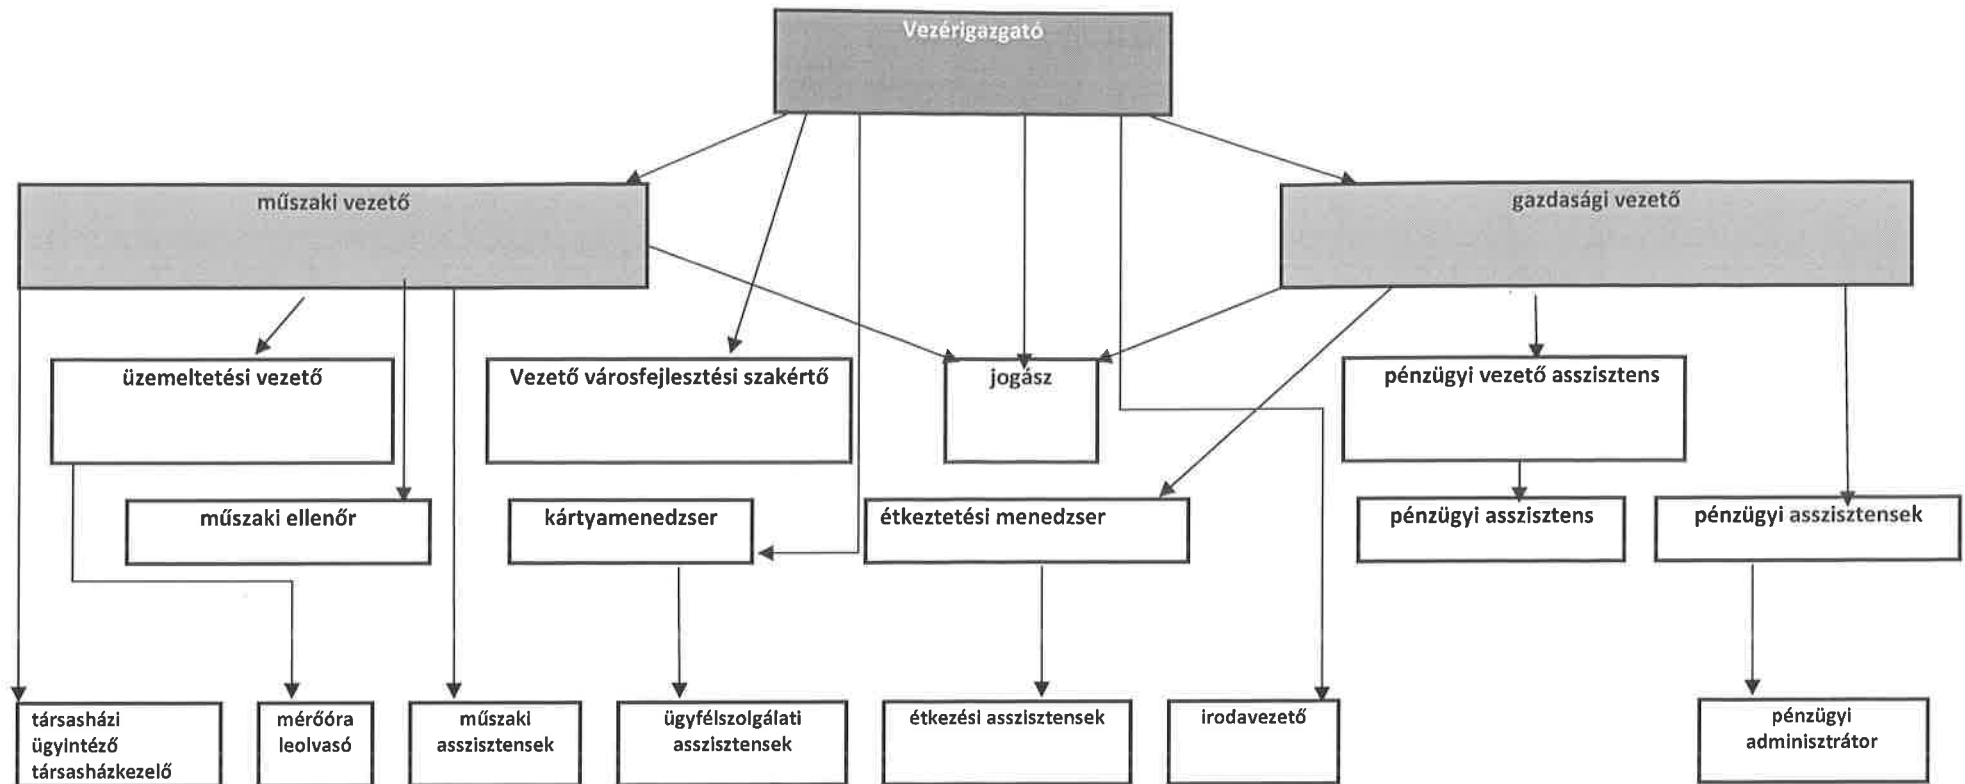 Vezérigazgató
műszaki vezető
gazdasági vezető
üzemeltetési vezető
Vezető városfejlesztési szakértő
jogász
pénzügyi vezető asszisztens
műszaki ellenőr
kártyamenedzser
étkeztetési menedzser
pénzügyi asszisztens
pénzügyi asszisztensek
társasházi
ügyintéző
társasházkezelő
mérőóra
leolvasó
műszaki
asszisztensek
ügyfélszolgálati
asszisztensek
étkezési asszisztensek
irodavezető
pénzügyi
adminisztrátor